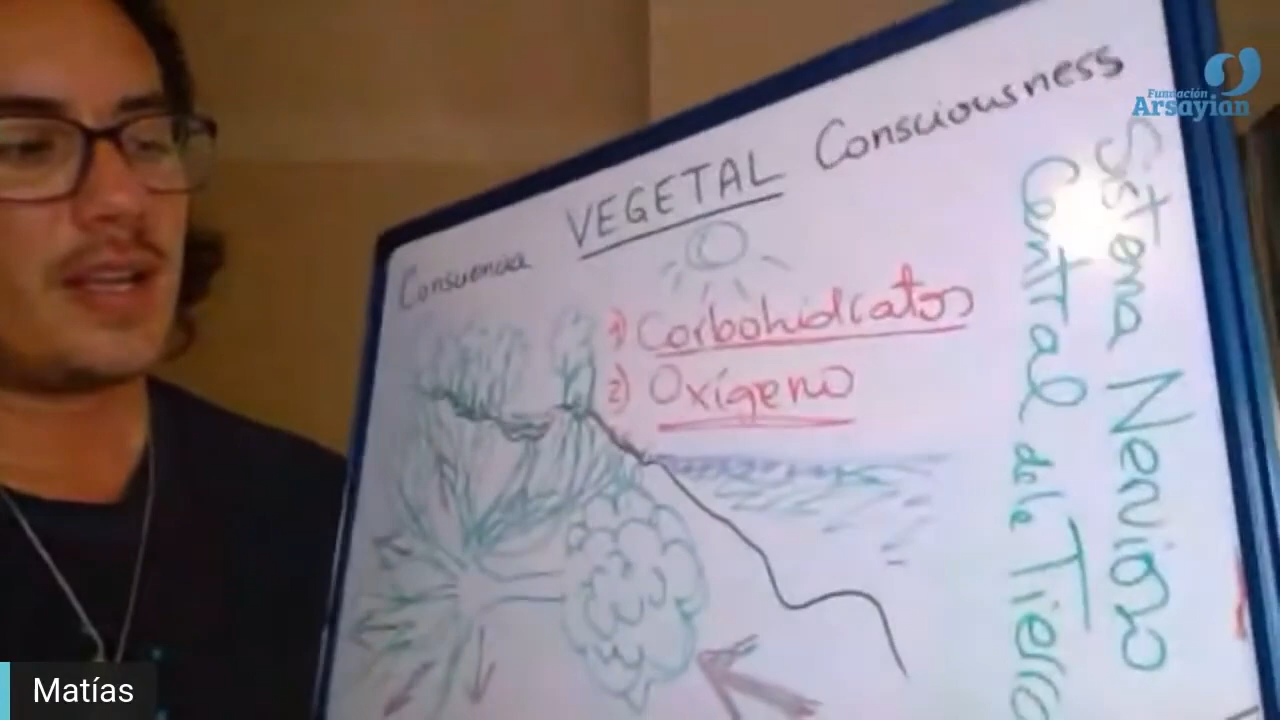 Fundación
Arsayian
VEGETAL Consciousness
Consciencia
1) Carbohidratos
2) Oxígeno
Sistema Nervioso
Central de la Tierra
Matías